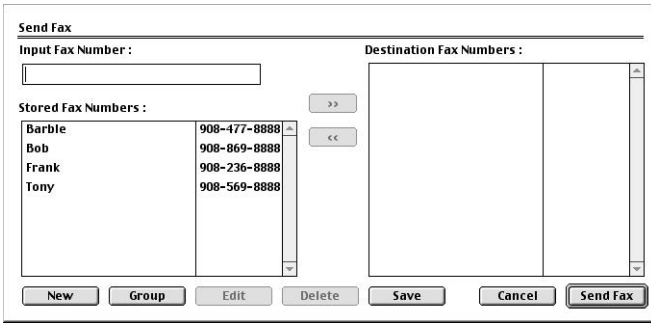 Send Fax
Input Fax Number :
Destination Fax Numbers :
>>
Stored Fax Numbers :
<<
Barble 908-477-8888
Bob 908-869-8888
Frank 908-236-8888
Tony 908-569-8888
New Group Edit Delete Save Cancel Send Fax